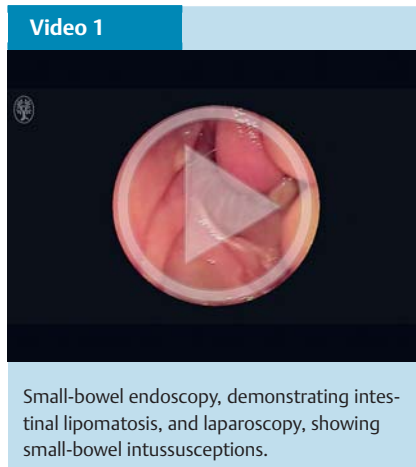 Video 1
Small-bowel endoscopy, demonstrating intes-
tinal lipomatosis, and laparoscopy, showing
small-bowel intussusceptions.